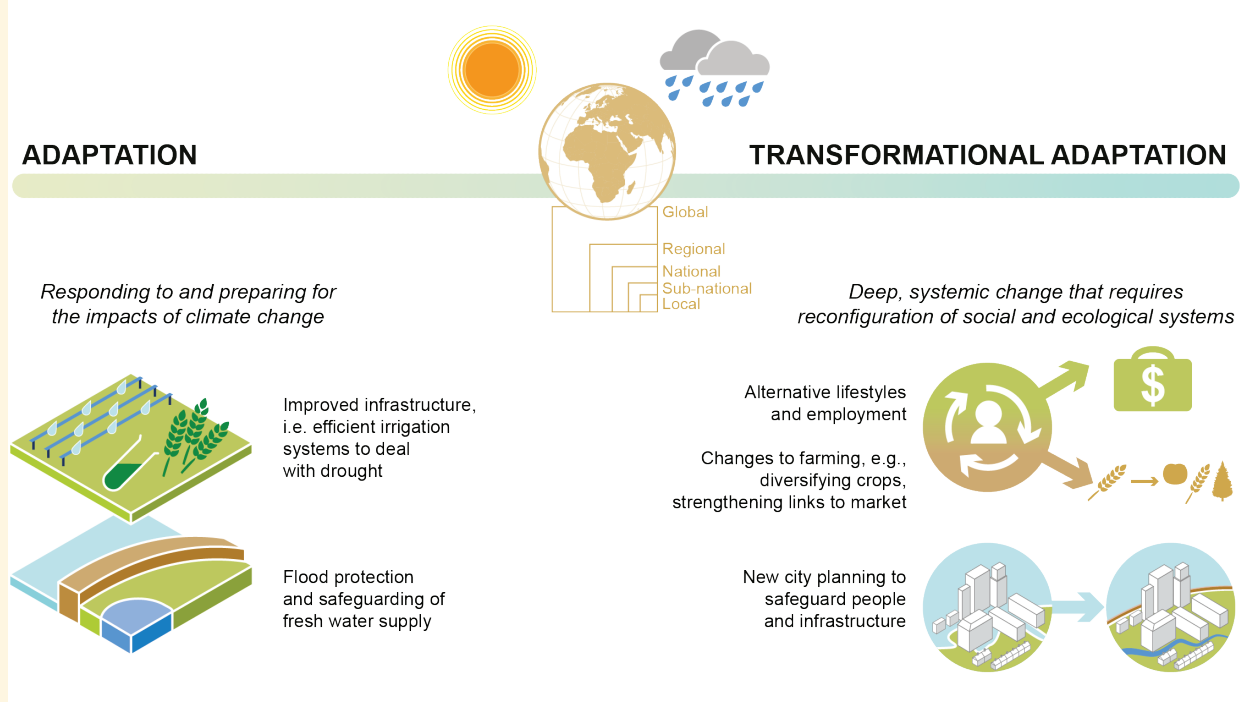 ADAPTATION
TRANSFORMATIONAL ADAPTATION
Global
Regional
National
Sub-national
Local
Responding to and preparing for
the impacts of climate change
Deep, systemic change that requires
reconfiguration of social and ecological systems
Improved infrastructure,
i.e. efficient irrigation
systems to deal
with drought
Flood protection
and safeguarding of
fresh water supply
Alternative lifestyles
and employment
$
Changes to farming, e.g.,
diversifying crops,
strengthening links to market
New city planning to
safeguard people
and infrastructure